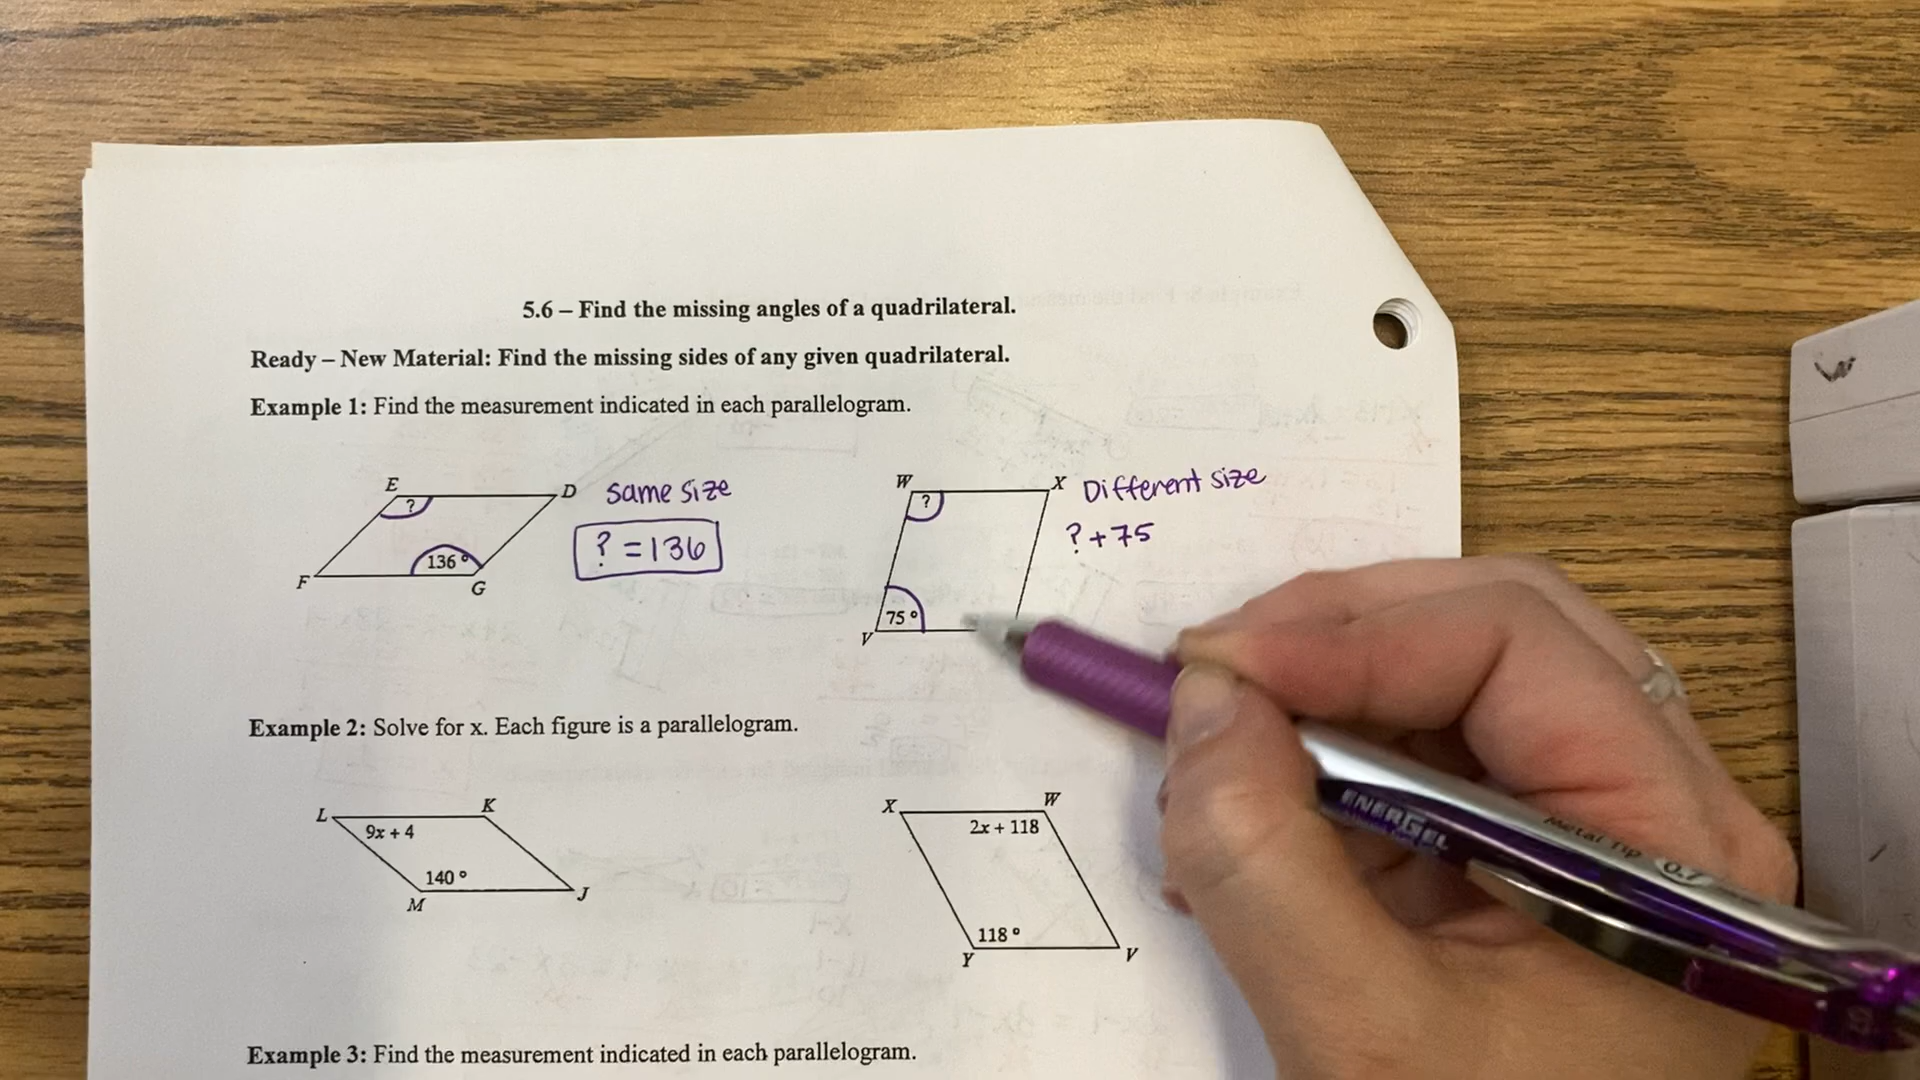 5.6 – Find the missing angles of a quadrilateral.
Ready – New Material: Find the missing sides of any given quadrilateral.
Example 1: Find the measurement indicated in each parallelogram.
E
?
D
136°
F
G
same size
? = 136
W
?
X
75°
V
Different size
? + 75
Example 2: Solve for x. Each figure is a parallelogram.
L
K
9x + 4
140°
M
J
X
W
2x + 118
118°
Y
V
Example 3: Find the measurement indicated in each parallelogram.
ENERGEL
Metal Tip 0.7